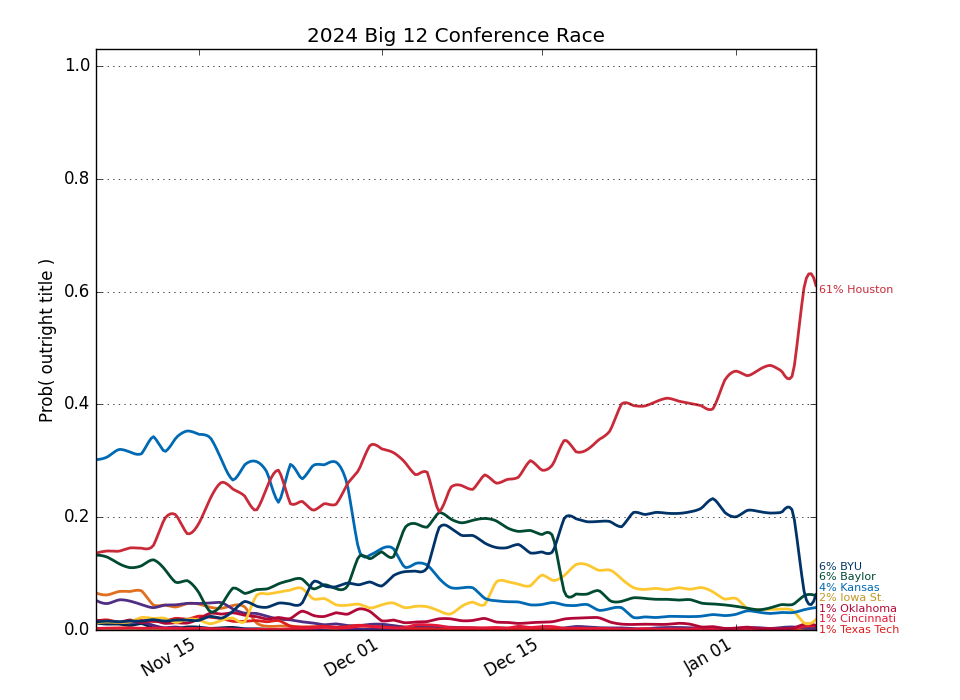 2024 Big 12 Conference Race
Prob( outright title )
1.0
0.8
0.6
0.4
0.2
0.0
Nov 15
Dec 01
Dec 15
Jan 01
61% Houston
6% BYU
6% Baylor
4% Kansas
2% Iowa St.
1% Oklahoma
1% Cincinnati
1% Texas Tech